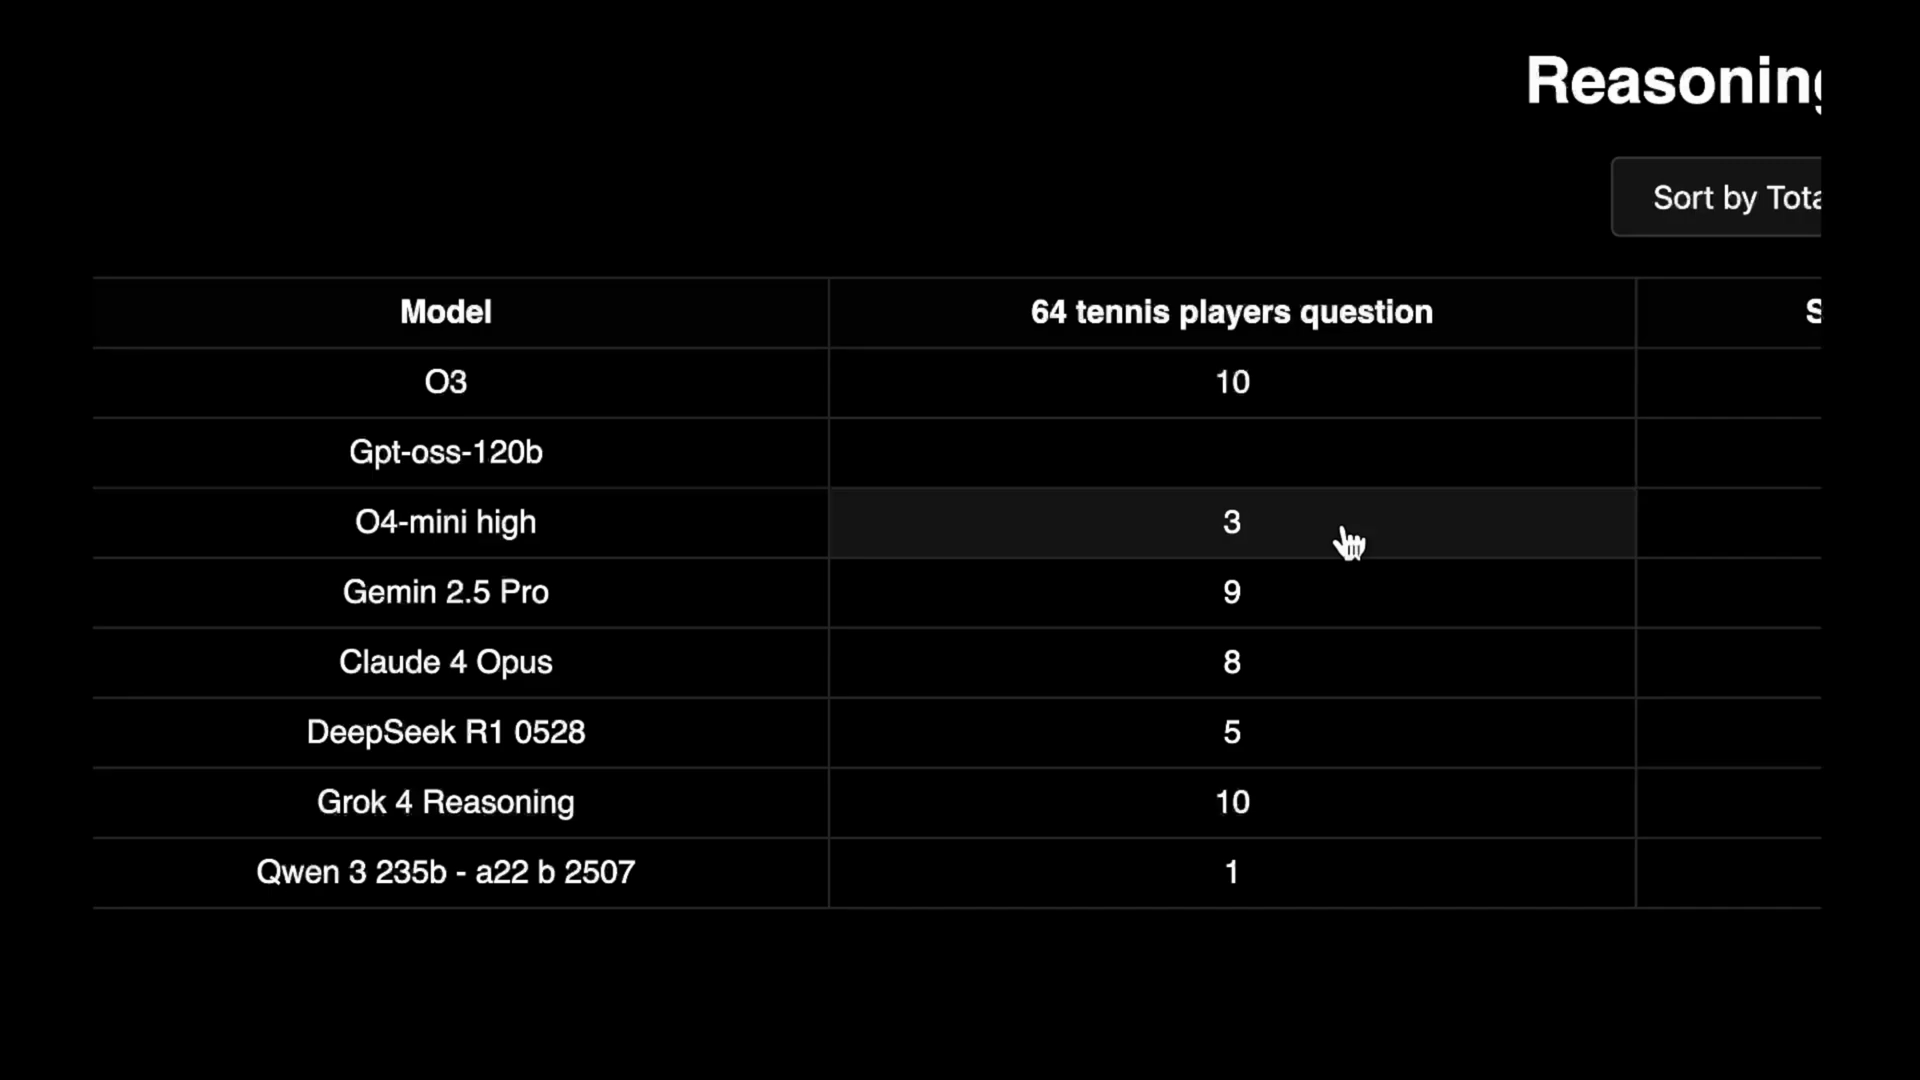 Reasoning
Sort by Tota
Model 64 tennis players question S
O3 10
Gpt-oss-120b
O4-mini high 3
Gemin 2.5 Pro 9
Claude 4 Opus 8
DeepSeek R1 0528 5
Grok 4 Reasoning 10
Qwen 3 235b - a22 b 2507 1